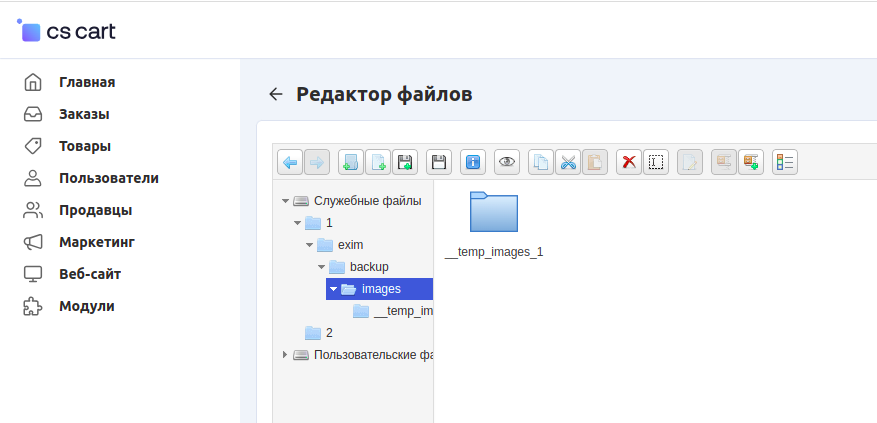 cs cart
Главная
Заказы
Товары
Пользователи
Продавцы
Маркетинг
Веб-сайт
Модули
Редактор файлов
Служебные файлы
1
exim
backup
images
__temp_im
2
Пользовательские фа
__temp_images_1